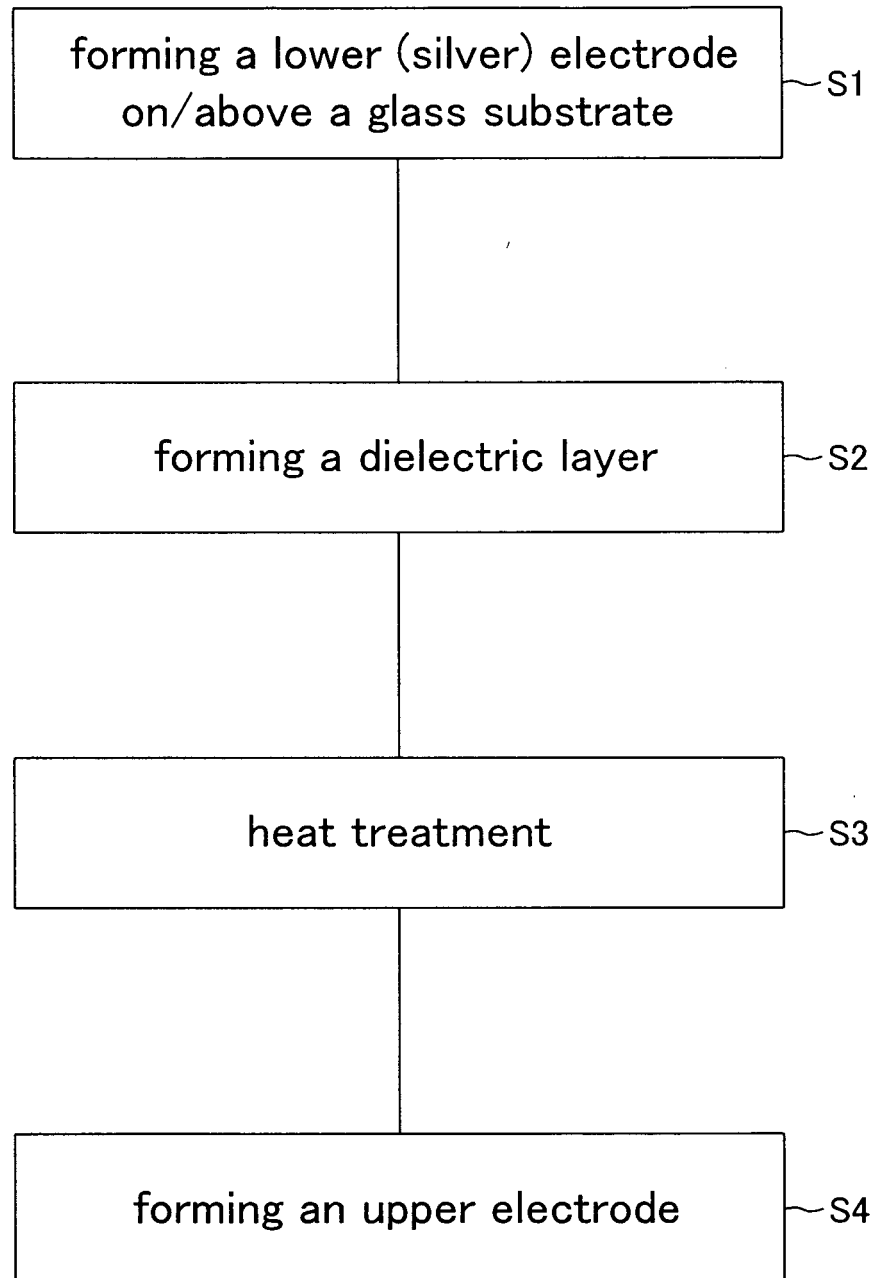 forming a lower (silver) electrode
on/above a glass substrate
S1
forming a dielectric layer
S2
heat treatment
S3
forming an upper electrode
S4